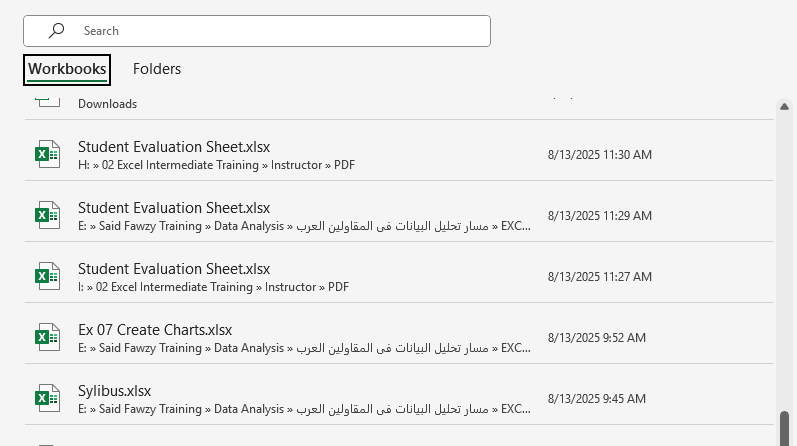 Search
Workbooks Folders
Downloads
Student Evaluation Sheet.xlsx
8/13/2025 11:30 AM
H: » 02 Excel Intermediate Training » Instructor » PDF
Student Evaluation Sheet.xlsx
8/13/2025 11:29 AM
E: » Said Fawzy Training » Data Analysis » مسار تحليل البيانات فى المقاولين العرب » EXC...
Student Evaluation Sheet.xlsx
8/13/2025 11:27 AM
I: » 02 Excel Intermediate Training » Instructor » PDF
Ex 07 Create Charts.xlsx
8/13/2025 9:52 AM
E: » Said Fawzy Training » Data Analysis » مسار تحليل البيانات فى المقاولين العرب » EXC...
Sylibus.xlsx
8/13/2025 9:45 AM
E: » Said Fawzy Training » Data Analysis » مسار تحليل البيانات فى المقاولين العرب » EXC...